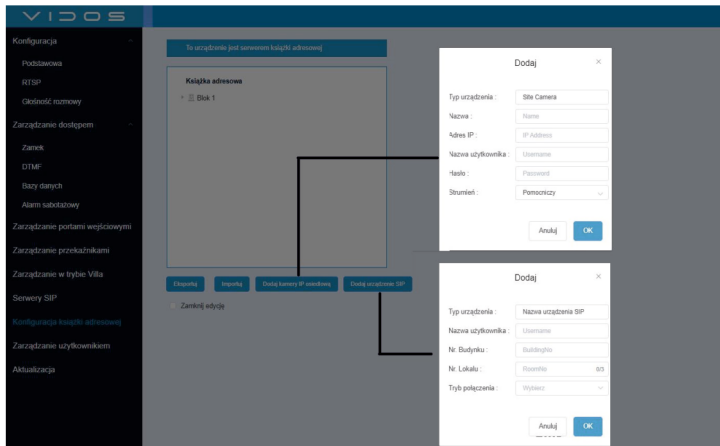 VIDOS
Konfiguracja
Podstawowa
RTSP
Głośność rozmowy
Zarządzanie dostępem
Zamek
DTMF
Bazy danych
Alarm sabotażowy
Zarządzanie portami wejściowymi
Zarządzanie przekaźnikami
Zarządzanie w trybie Villa
Serwery SIP
Konfiguracja książki adresowej
Zarządzanie użytkownikiem
Aktualizacja
To urządzenie jest serwerem książki adresowej
Książka adresowa
Blok 1
Eksportuj Importuj Dodaj kamery IP osiedlową Dodaj urządzenie SIP
Zamknij edycję
Dodaj
Typ urządzenia : Site Camera
Nazwa : Name
Adres IP : IP Address
Nazwa użytkownika : Username
Hasło : Password
Strumień : Pomocniczy
Anuluj OK
Dodaj
Typ urządzenia : Nazwa urządzenia SIP
Nazwa użytkownika : Username
Nr. Budynku : BuildingNo
Nr. Lokalu : RoomNo 0/3
Tryb połączenia : Wybierz
Anuluj OK